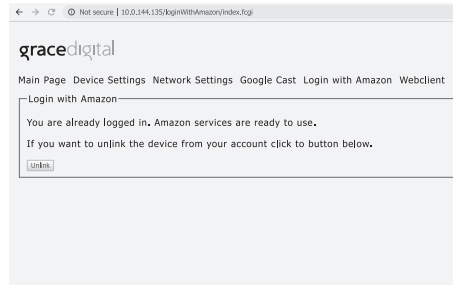 Not secure | 10.0.144.135/loginWithAmazon/index.fcgi
gracedigital
Main Page Device Settings Network Settings Google Cast Login with Amazon Webclient
Login with Amazon
You are already logged in. Amazon services are ready to use.
If you want to unlink the device from your account click to button below.
Unlink